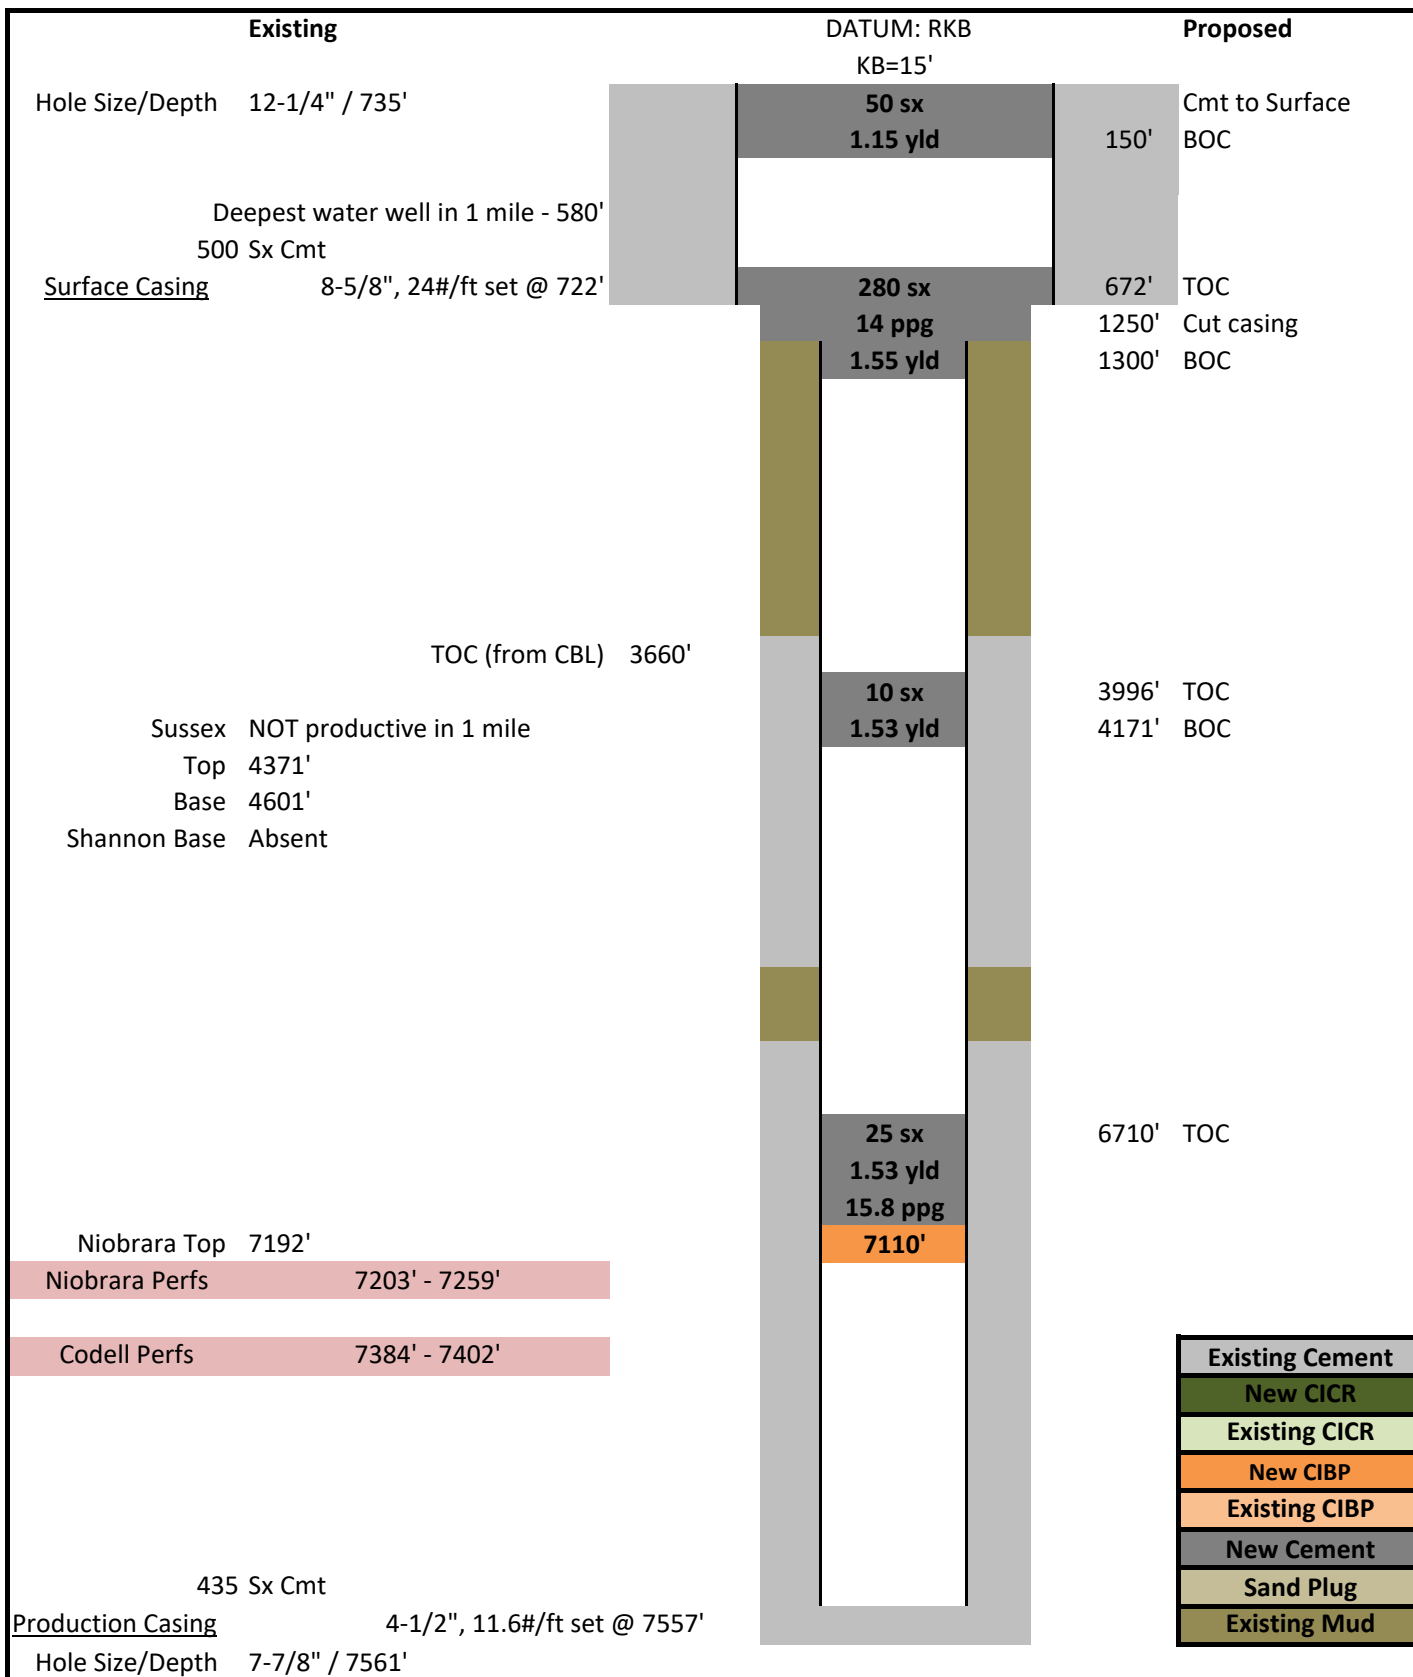 Existing DATUM: RKB Proposed
KB=15'
Hole Size/Depth 12-1/4" / 735' 50 sx Cmt to Surface
1.15 yld 150' BOC
Deepest water well in 1 mile - 580'
500 Sx Cmt
Surface Casing 8-5/8", 24#/ft set @ 722' 280 sx 672' TOC
14 ppg 1250' Cut casing
1.55 yld 1300' BOC
TOC (from CBL) 3660'
10 sx 3996' TOC
Sussex NOT productive in 1 mile 1.53 yld 4171' BOC
Top 4371'
Base 4601'
Shannon Base Absent
25 sx 6710' TOC
1.53 yld
15.8 ppg
Niobrara Top 7192' 7110'
Niobrara Perfs 7203' - 7259'
Codell Perfs 7384' - 7402'
Existing Cement
New CICR
Existing CICR
New CIBP
Existing CIBP
New Cement
435 Sx Cmt Sand Plug
Production Casing 4-1/2", 11.6#/ft set @ 7557' Existing Mud
Hole Size/Depth 7-7/8" / 7561'